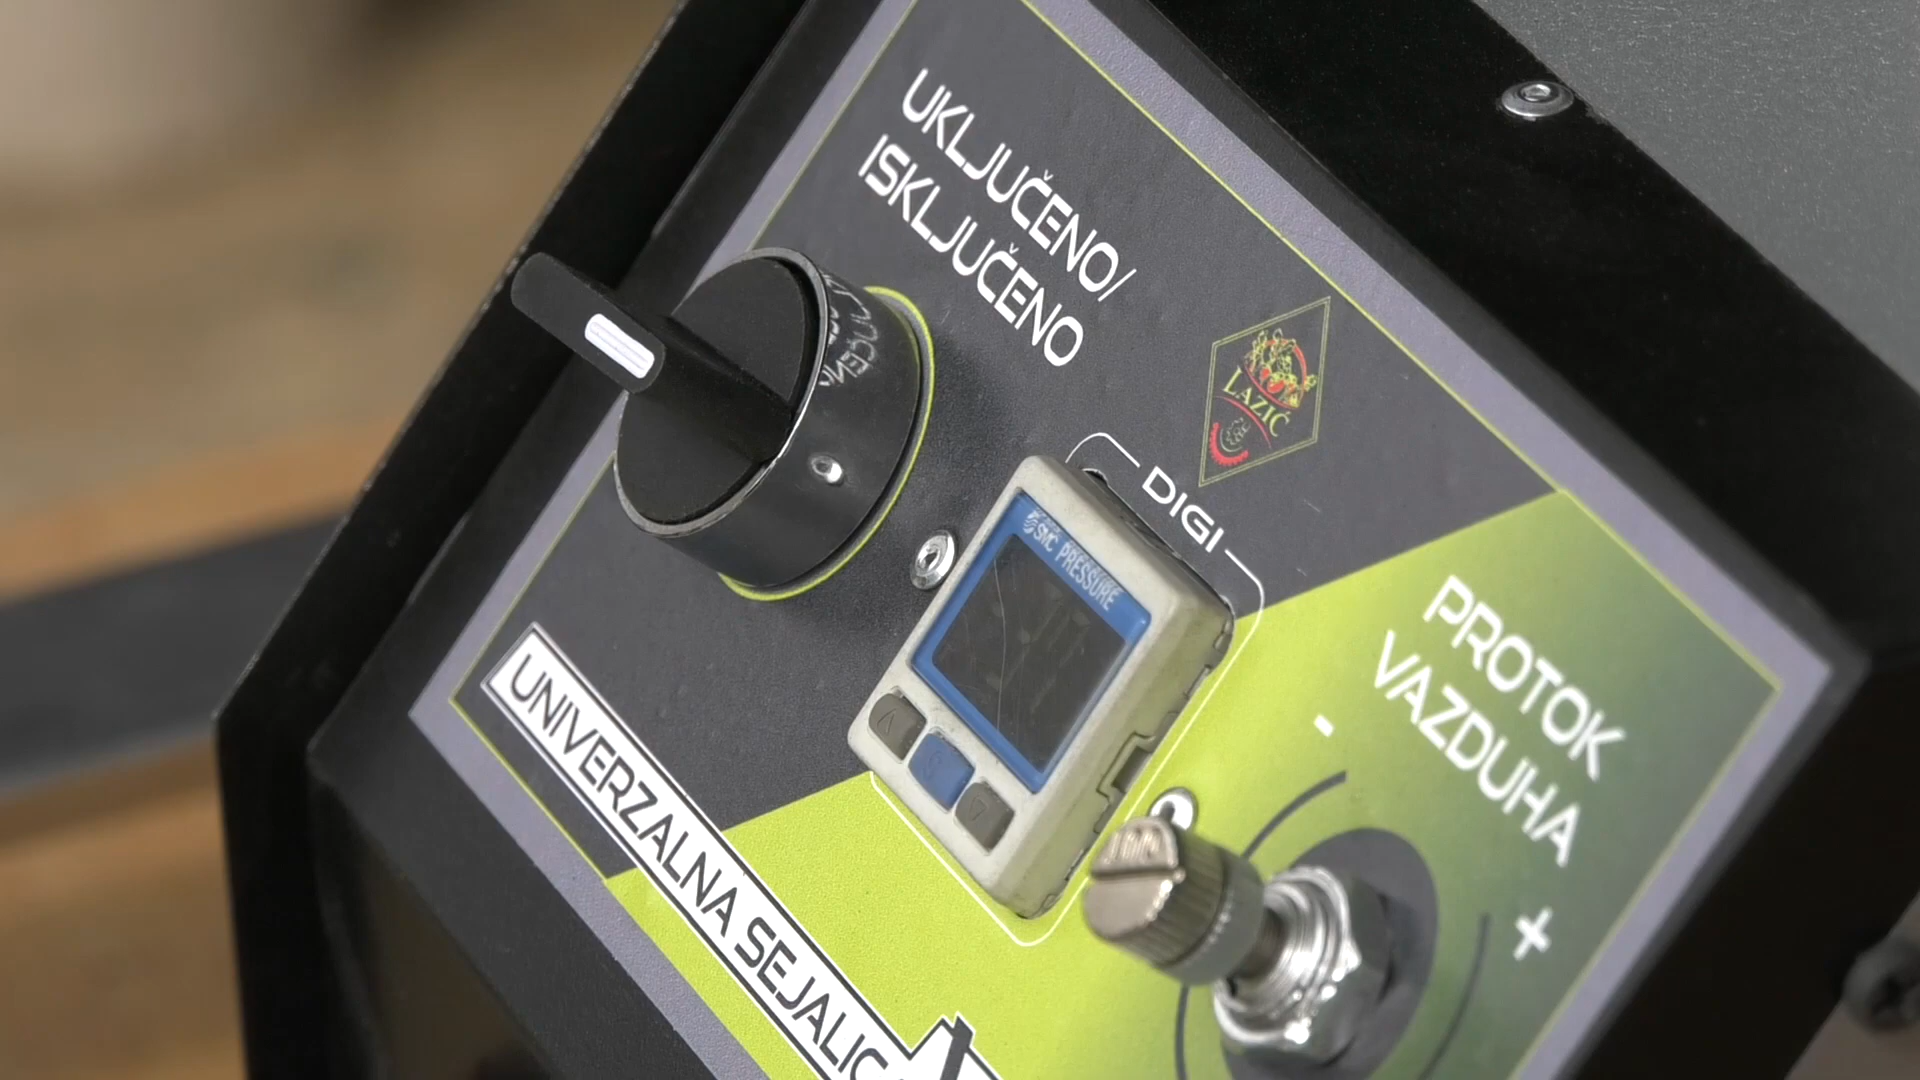 UKLJUČENO/
ISKLJUČENO
LAZIĆ
DIGI
SMC PRESSURE
PROTOK
VAZDUHA
-
+
UNIVERZALNA SEJALIC